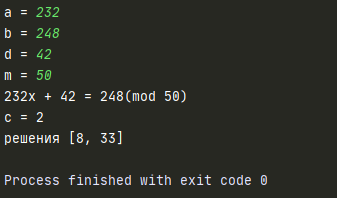 a = 232
b = 248
d = 42
m = 50
232x + 42 = 248(mod 50)
c = 2
решения [8, 33]
Process finished with exit code 0